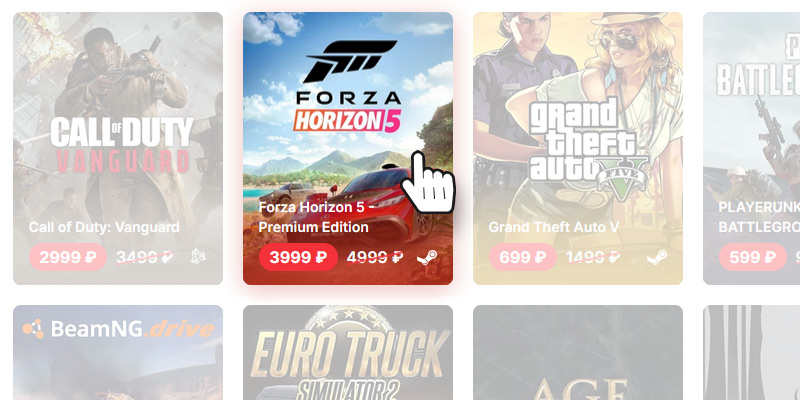 CALL OF DUTY
VANGUARD
Call of Duty: Vanguard
2999 ₽ 3499 ₽
FORZA
HORIZON 5
Forza Horizon 5 -
Premium Edition
3999 ₽ 4999 ₽
grand
theft
auto
FIVE
Grand Theft Auto V
699 ₽ 1499 ₽
BATTLEG
PLAYERUNK
BATTLEGRO
599 ₽
BeamNG.drive
EURO TRUCK
SIMULATOR 2
AGE